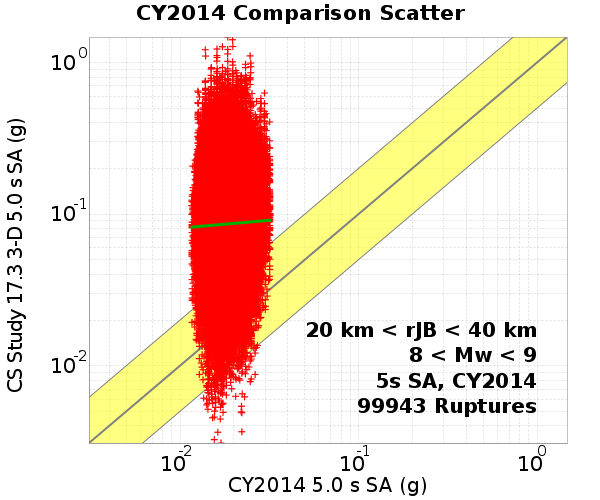 CY2014 Comparison Scatter
CS Study 17.3 3-D 5.0 s SA (g)
10^0
10^-1
10^-2
20 km < rJB < 40 km
8 < Mw < 9
5s SA, CY2014
99943 Ruptures
10^-2
10^-1
10^0
CY2014 5.0 s SA (g)